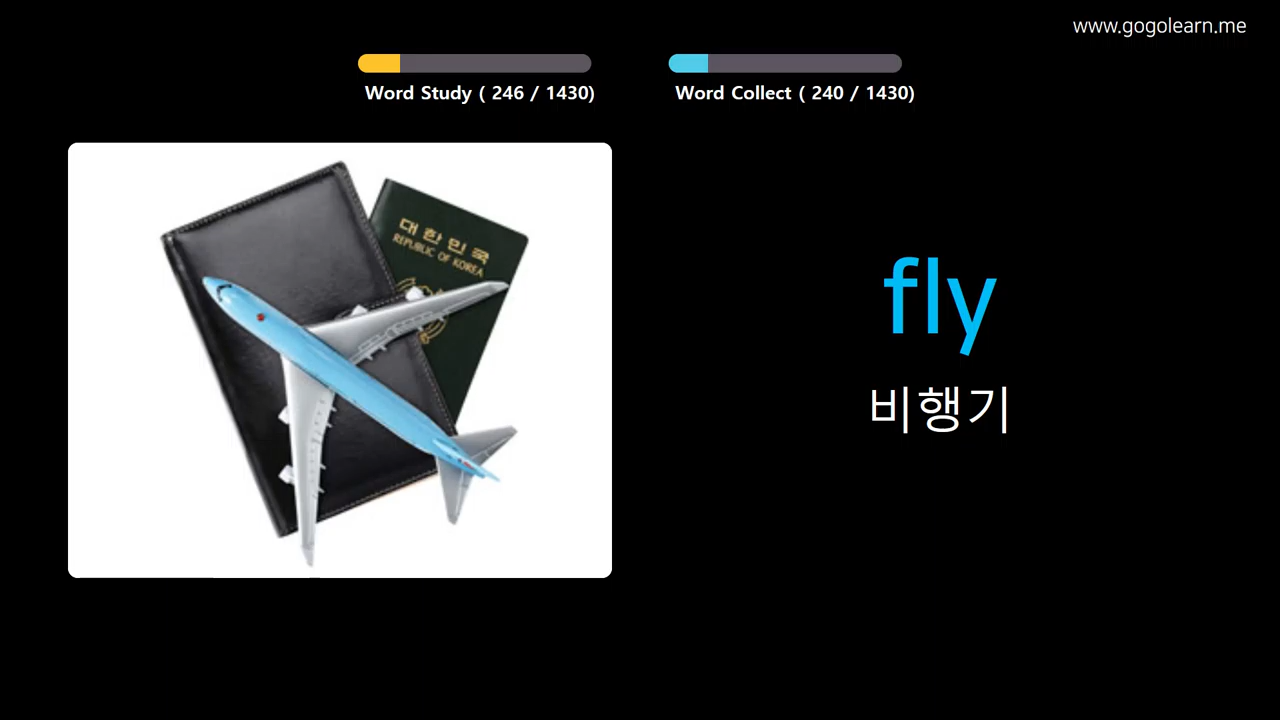 www.gogolearn.me
Word Study ( 246 / 1430)
Word Collect ( 240 / 1430)
대한민국
REPUBLIC OF KOREA
fly
비행기